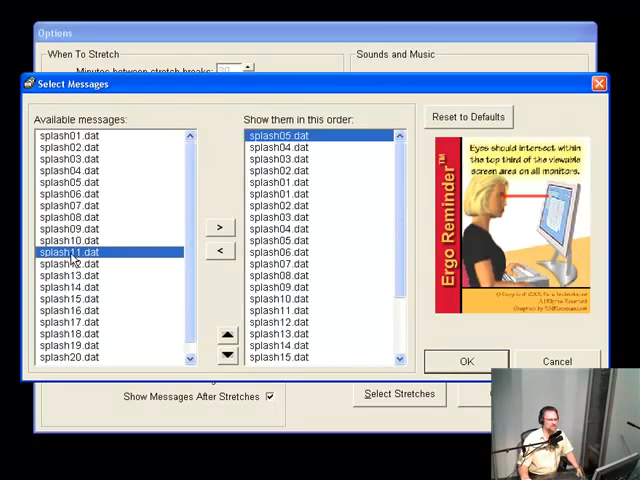 Options
When To Stretch
Sounds and Music
Minutes between stretch breaks: 30
Select Messages
Available messages:
splash01.dat
splash02.dat
splash03.dat
splash04.dat
splash05.dat
splash06.dat
splash07.dat
splash08.dat
splash09.dat
splash10.dat
splash11.dat
splash12.dat
splash13.dat
splash14.dat
splash15.dat
splash16.dat
splash17.dat
splash18.dat
splash19.dat
splash20.dat
>
<
Show them in this order:
splash05.dat
splash04.dat
splash03.dat
splash02.dat
splash01.dat
splash01.dat
splash02.dat
splash03.dat
splash04.dat
splash05.dat
splash06.dat
splash07.dat
splash08.dat
splash09.dat
splash10.dat
splash11.dat
splash12.dat
splash13.dat
splash14.dat
splash15.dat
Reset to Defaults
Eyes should intersect within
the top third of the viewable
screen area on all monitors.
Ergo Reminder™
OK
Cancel
Show Messages After Stretches
Select Stretches